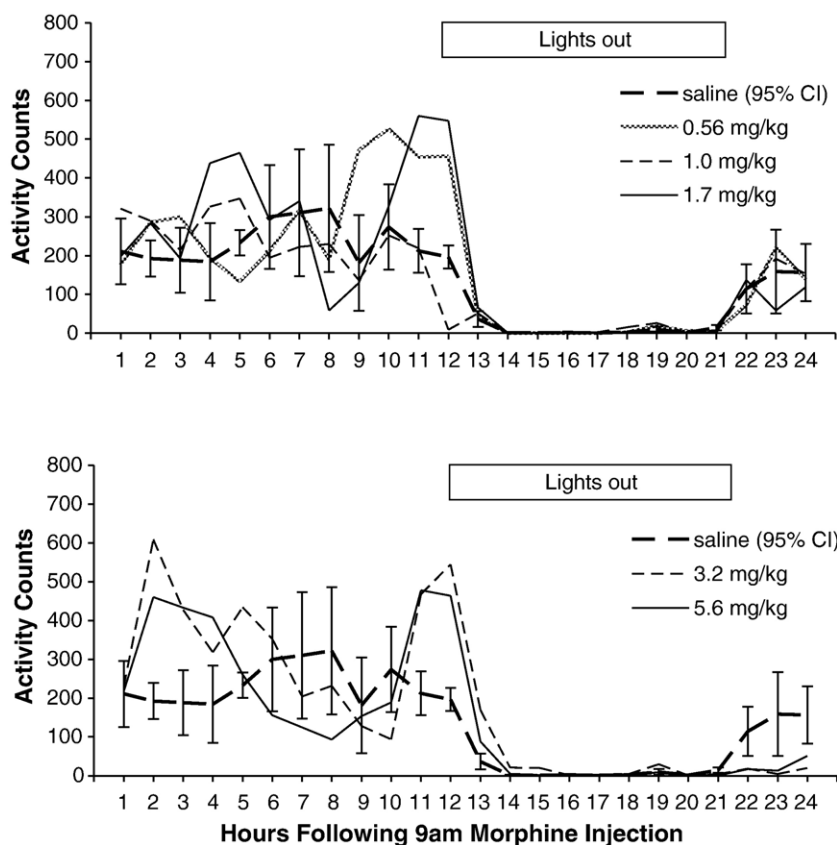 800
Lights out
700
600
saline (95% CI)
500
0.56 mg/kg
400
1.0 mg/kg
300
1.7 mg/kg
200
100
0
Activity Counts
1 2 3 4 5 6 7 8 9 10 11 12 13 14 15 16 17 18 19 20 21 22 23 24
800
Lights out
700
600
saline (95% CI)
500
3.2 mg/kg
400
5.6 mg/kg
300
200
100
0
Activity Counts
1 2 3 4 5 6 7 8 9 10 11 12 13 14 15 16 17 18 19 20 21 22 23 24
Hours Following 9am Morphine Injection